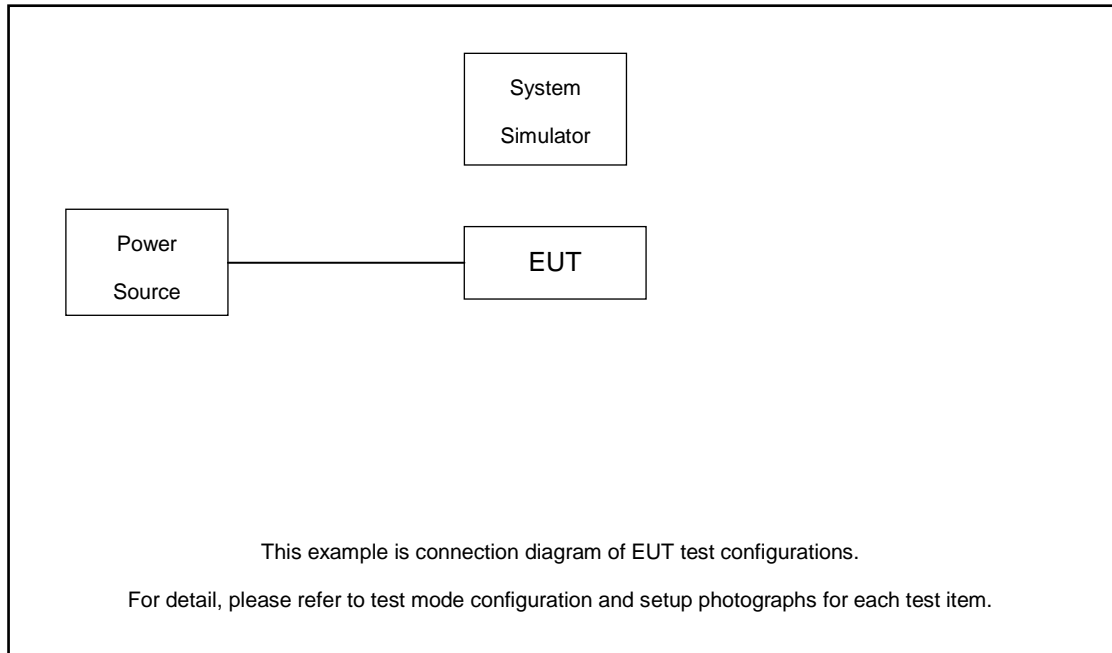 System
Simulator
Power
Source
EUT
This example is connection diagram of EUT test configurations.
For detail, please refer to test mode configuration and setup photographs for each test item.